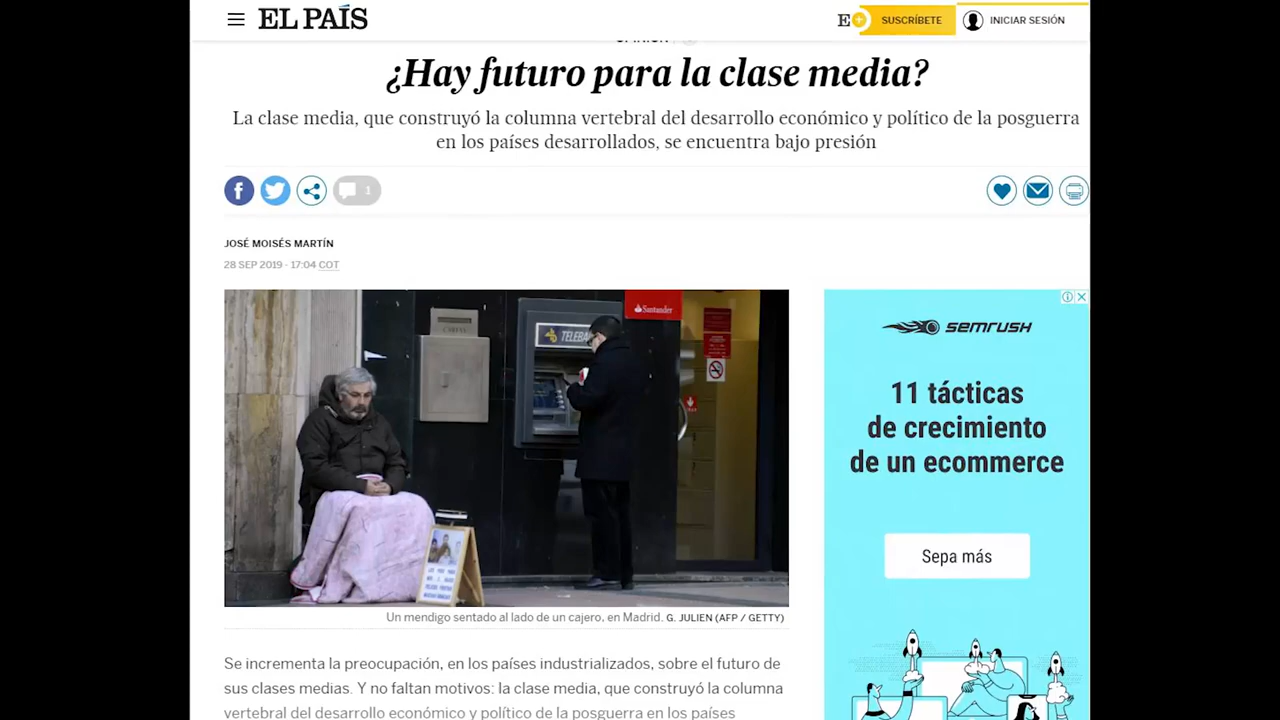 EL PAÍS
E+
SUSCRÍBETE
INICIAR SESIÓN
¿Hay futuro para la clase media?
La clase media, que construyó la columna vertebral del desarrollo económico y político de la posguerra
en los países desarrollados, se encuentra bajo presión
1
JOSÉ MOISÉS MARTÍN
28 SEP 2019 - 17:04 COT
Santander
TELEBA
Un mendigo sentado al lado de un cajero, en Madrid. G. JULIEN (AFP / GETTY)
Se incrementa la preocupación, en los países industrializados, sobre el futuro de
sus clases medias. Y no faltan motivos: la clase media, que construyó la columna
vertebral del desarrollo económico y político de la posguerra en los países
SEMRUSH
11 tácticas
de crecimiento
de un ecommerce
Sepa más